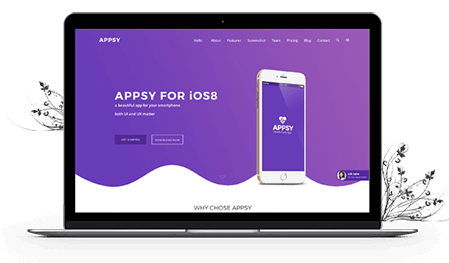 APPSY
Hello About Features Screenshot Team Pricing Blog Contact
APPSY FOR iOS8
a beautiful app for your smartphone
both UI and UX matter
GET STARTED
DOWNLOAD NOW
APPSY
WHY CHOSE APPSY